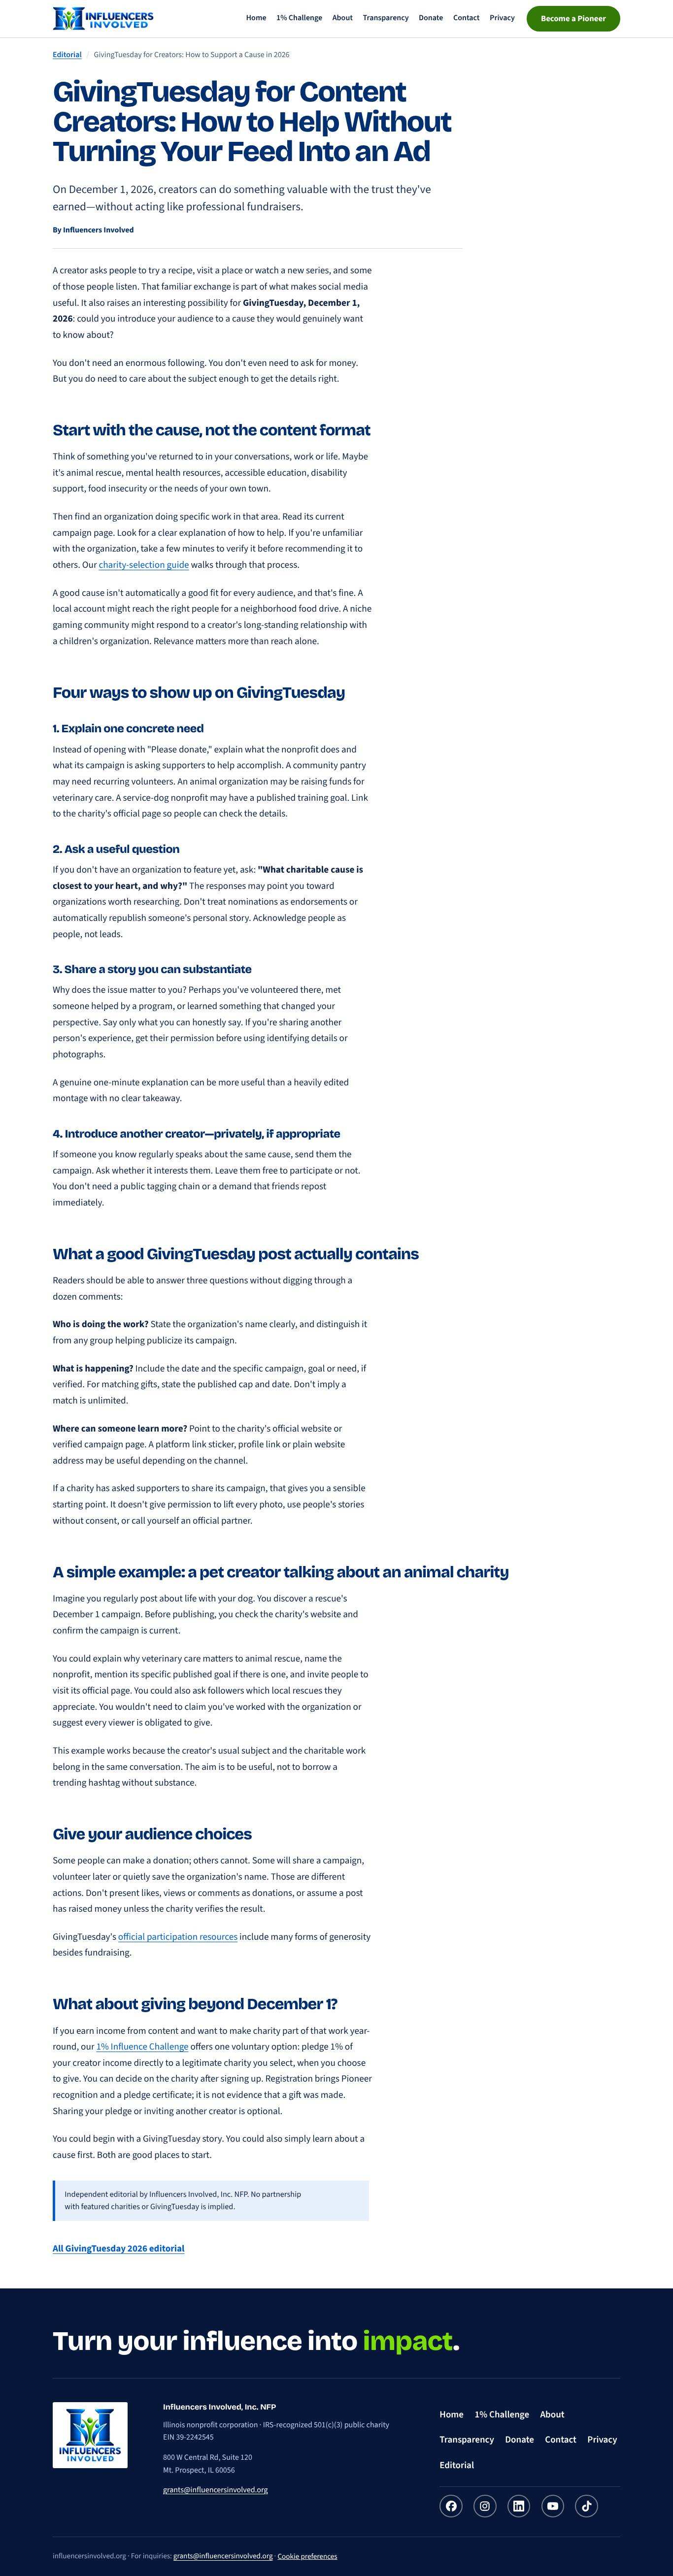 INFLUENCERS
INVOLVED
Home 1% Challenge About Transparency Donate Contact Privacy Become a Pioneer
Editorial / GivingTuesday for Creators: How to Support a Cause in 2026
GivingTuesday for Content
Creators: How to Help Without
Turning Your Feed Into an Ad
On December 1, 2026, creators can do something valuable with the trust they've
earned—without acting like professional fundraisers.
By Influencers Involved
A creator asks people to try a recipe, visit a place or watch a new series, and some
of those people listen. That familiar exchange is part of what makes social media
useful. It also raises an interesting possibility for GivingTuesday, December 1,
2026: could you introduce your audience to a cause they would genuinely want
to know about?
You don't need an enormous following. You don't even need to ask for money.
But you do need to care about the subject enough to get the details right.
Start with the cause, not the content format
Think of something you've returned to in your conversations, work or life. Maybe
it's animal rescue, mental health resources, accessible education, disability
support, food insecurity or the needs of your own town.
Then find an organization doing specific work in that area. Read its current
campaign page. Look for a clear explanation of how to help. If you're unfamiliar
with the organization, take a few minutes to verify it before recommending it to
others. Our charity-selection guide walks through that process.
A good cause isn't automatically a good fit for every audience, and that's fine. A
local account might reach the right people for a neighborhood food drive. A niche
gaming community might respond to a creator's long-standing relationship with
a children's organization. Relevance matters more than reach alone.
Four ways to show up on GivingTuesday
1. Explain one concrete need
Instead of opening with "Please donate," explain what the nonprofit does and
what its campaign is asking supporters to help accomplish. A community pantry
may need recurring volunteers. An animal organization may be raising funds for
veterinary care. A service-dog nonprofit may have a published training goal. Link
to the charity's official page so people can check the details.
2. Ask a useful question
If you don't have an organization to feature yet, ask: "What charitable cause is
closest to your heart, and why?" The responses may point you toward
organizations worth researching. Don't treat nominations as endorsements or
automatically republish someone's personal story. Acknowledge people as
people, not leads.
3. Share a story you can substantiate
Why does the issue matter to you? Perhaps you've volunteered there, met
someone helped by a program, or learned something that changed your
perspective. Say only what you can honestly say. If you're sharing another
person's experience, get their permission before using identifying details or
photographs.
A genuine one-minute explanation can be more useful than a heavily edited
montage with no clear takeaway.
4. Introduce another creator—privately, if appropriate
If someone you know regularly speaks about the same cause, send them the
campaign. Ask whether it interests them. Leave them free to participate or not.
You don't need a public tagging chain or a demand that friends repost
immediately.
What a good GivingTuesday post actually contains
Readers should be able to answer three questions without digging through a
dozen comments:
Who is doing the work? State the organization's name clearly, and distinguish it
from any group helping publicize its campaign.
What is happening? Include the date and the specific campaign, goal or need, if
verified. For matching gifts, state the published cap and date. Don't imply a
match is unlimited.
Where can someone learn more? Point to the charity's official website or
verified campaign page. A platform link sticker, profile link or plain website
address may be useful depending on the channel.
If a charity has asked supporters to share its campaign, that gives you a sensible
starting point. It doesn't give permission to lift every photo, use people's stories
without consent, or call yourself an official partner.
A simple example: a pet creator talking about an animal charity
Imagine you regularly post about life with your dog. You discover a rescue's
December 1 campaign. Before publishing, you check the charity's website and
confirm the campaign is current.
You could explain why veterinary care matters to animal rescue, name the
nonprofit, mention its specific published goal if there is one, and invite people to
visit its official page. You could also ask followers which local rescues they
appreciate. You wouldn't need to claim you've worked with the organization or
suggest every viewer is obligated to give.
This example works because the creator's usual subject and the charitable work
belong in the same conversation. The aim is to be useful, not to borrow a
trending hashtag without substance.
Give your audience choices
Some people can make a donation; others cannot. Some will share a campaign,
volunteer later or quietly save the organization's name. Those are different
actions. Don't present likes, views or comments as donations, or assume a post
has raised money unless the charity verifies the result.
GivingTuesday's official participation resources include many forms of generosity
besides fundraising.
What about giving beyond December 1?
If you earn income from content and want to make charity part of that work year-
round, our 1% Influence Challenge offers one voluntary option: pledge 1% of
your creator income directly to a legitimate charity you select, when you choose
to give. You can decide on the charity after signing up. Registration brings Pioneer
recognition and a pledge certificate; it is not evidence that a gift was made.
Sharing your pledge or inviting another creator is optional.
You could begin with a GivingTuesday story. You could also simply learn about a
cause first. Both are good places to start.
Independent editorial by Influencers Involved, Inc. NFP. No partnership
with featured charities or GivingTuesday is implied.
All GivingTuesday 2026 editorial
Turn your influence into impact.
INFLUENCERS
INVOLVED
Influencers Involved, Inc. NFP
Illinois nonprofit corporation · IRS-recognized 501(c)(3) public charity
EIN 39-2242545
800 W Central Rd, Suite 120
Mt. Prospect, IL 60056
grants@influencersinvolved.org
Home 1% Challenge About
Transparency Donate Contact Privacy
Editorial
influencersinvolved.org · For inquiries: grants@influencersinvolved.org · Cookie preferences